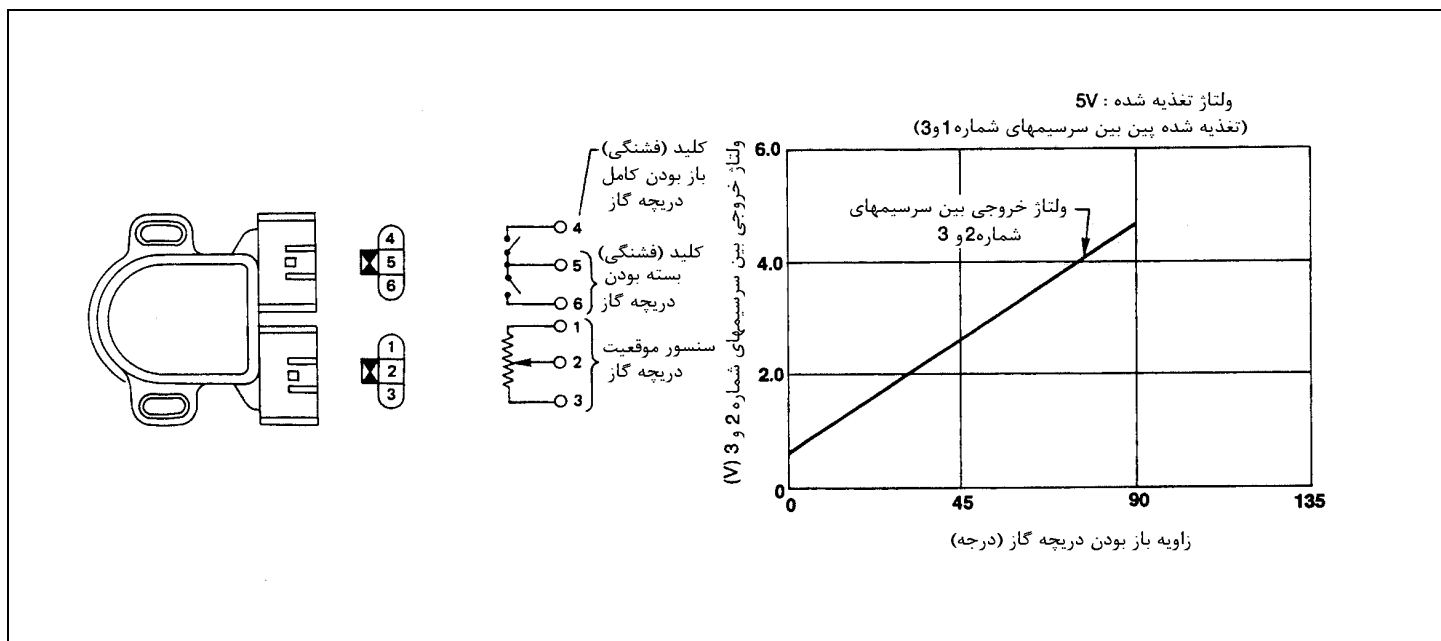 ولتاژ تغذیه شده : 5V
(تغذیه شده پین بین سرسیمهای شماره 1و3)
کلید (فشنگی)
باز بودن کامل
دریچه گاز
4
5
6
کلید (فشنگی)
بسته بودن
دریچه گاز
4
5
6
1
2
3
سنسور موقعیت
دریچه گاز
1
2
3
ولتاژ خروجی بین سرسیمهای شماره 2 و 3 (V)
6.0
4.0
2.0
0
ولتاژ خروجی بین سرسیمهای
شماره2و 3
0
45
90
135
زاویه باز بودن دریچه گاز (درجه)